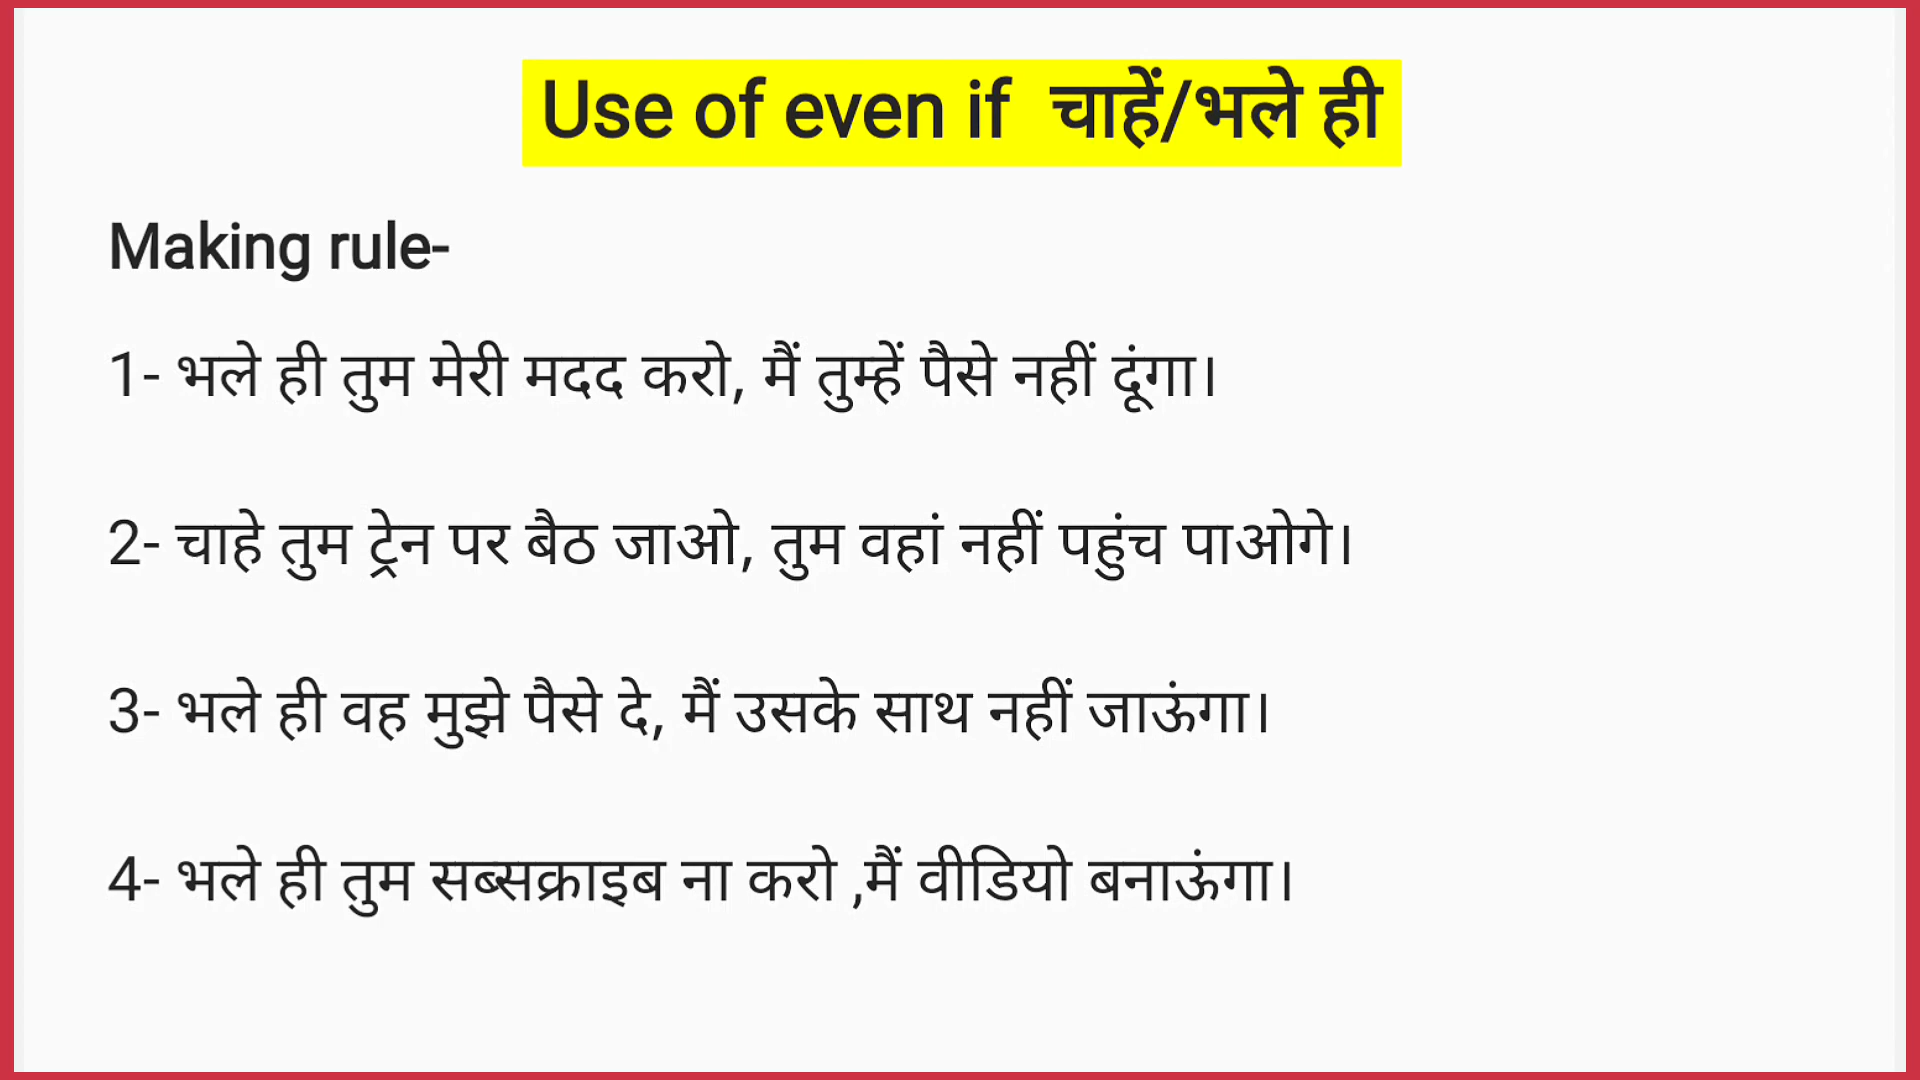 Use of even if चाहें/भले ही
Making rule-
1- भले ही तुम मेरी मदद करो, मैं तुम्हें पैसे नहीं दूंगा।
2- चाहे तुम ट्रेन पर बैठ जाओ, तुम वहां नहीं पहुंच पाओगे।
3- भले ही वह मुझे पैसे दे, मैं उसके साथ नहीं जाऊंगा।
4- भले ही तुम सब्सक्राइब ना करो ,मैं वीडियो बनाऊंगा।